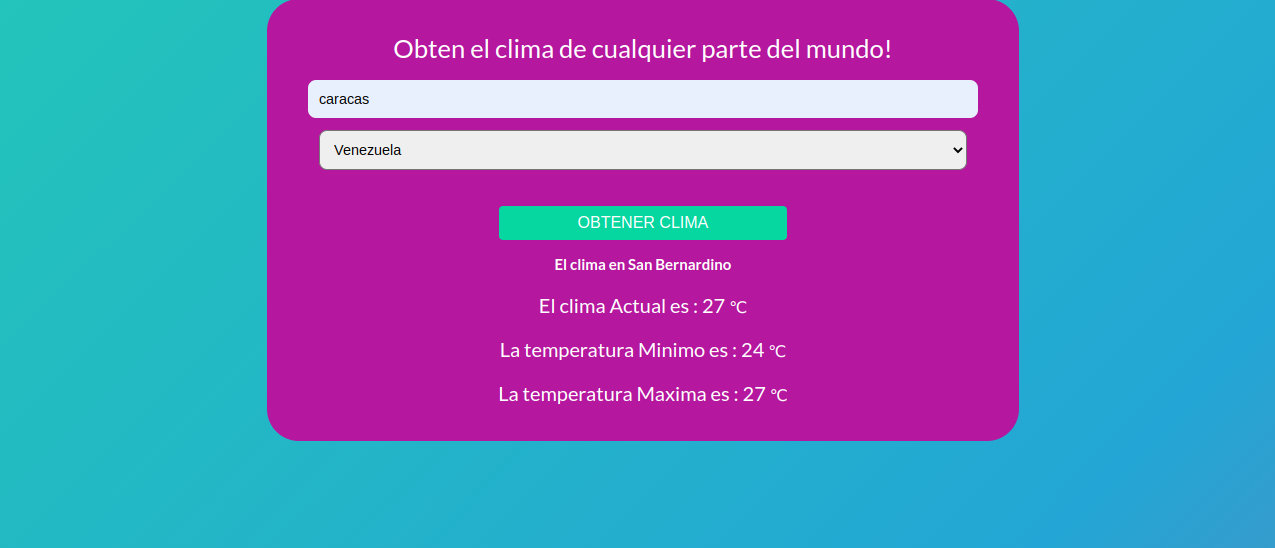 Obten el clima de cualquier parte del mundo!
caracas
Venezuela
OBTENER CLIMA
El clima en San Bernardino
El clima Actual es : 27 ℃
La temperatura Minimo es : 24 ℃
La temperatura Maxima es : 27 ℃